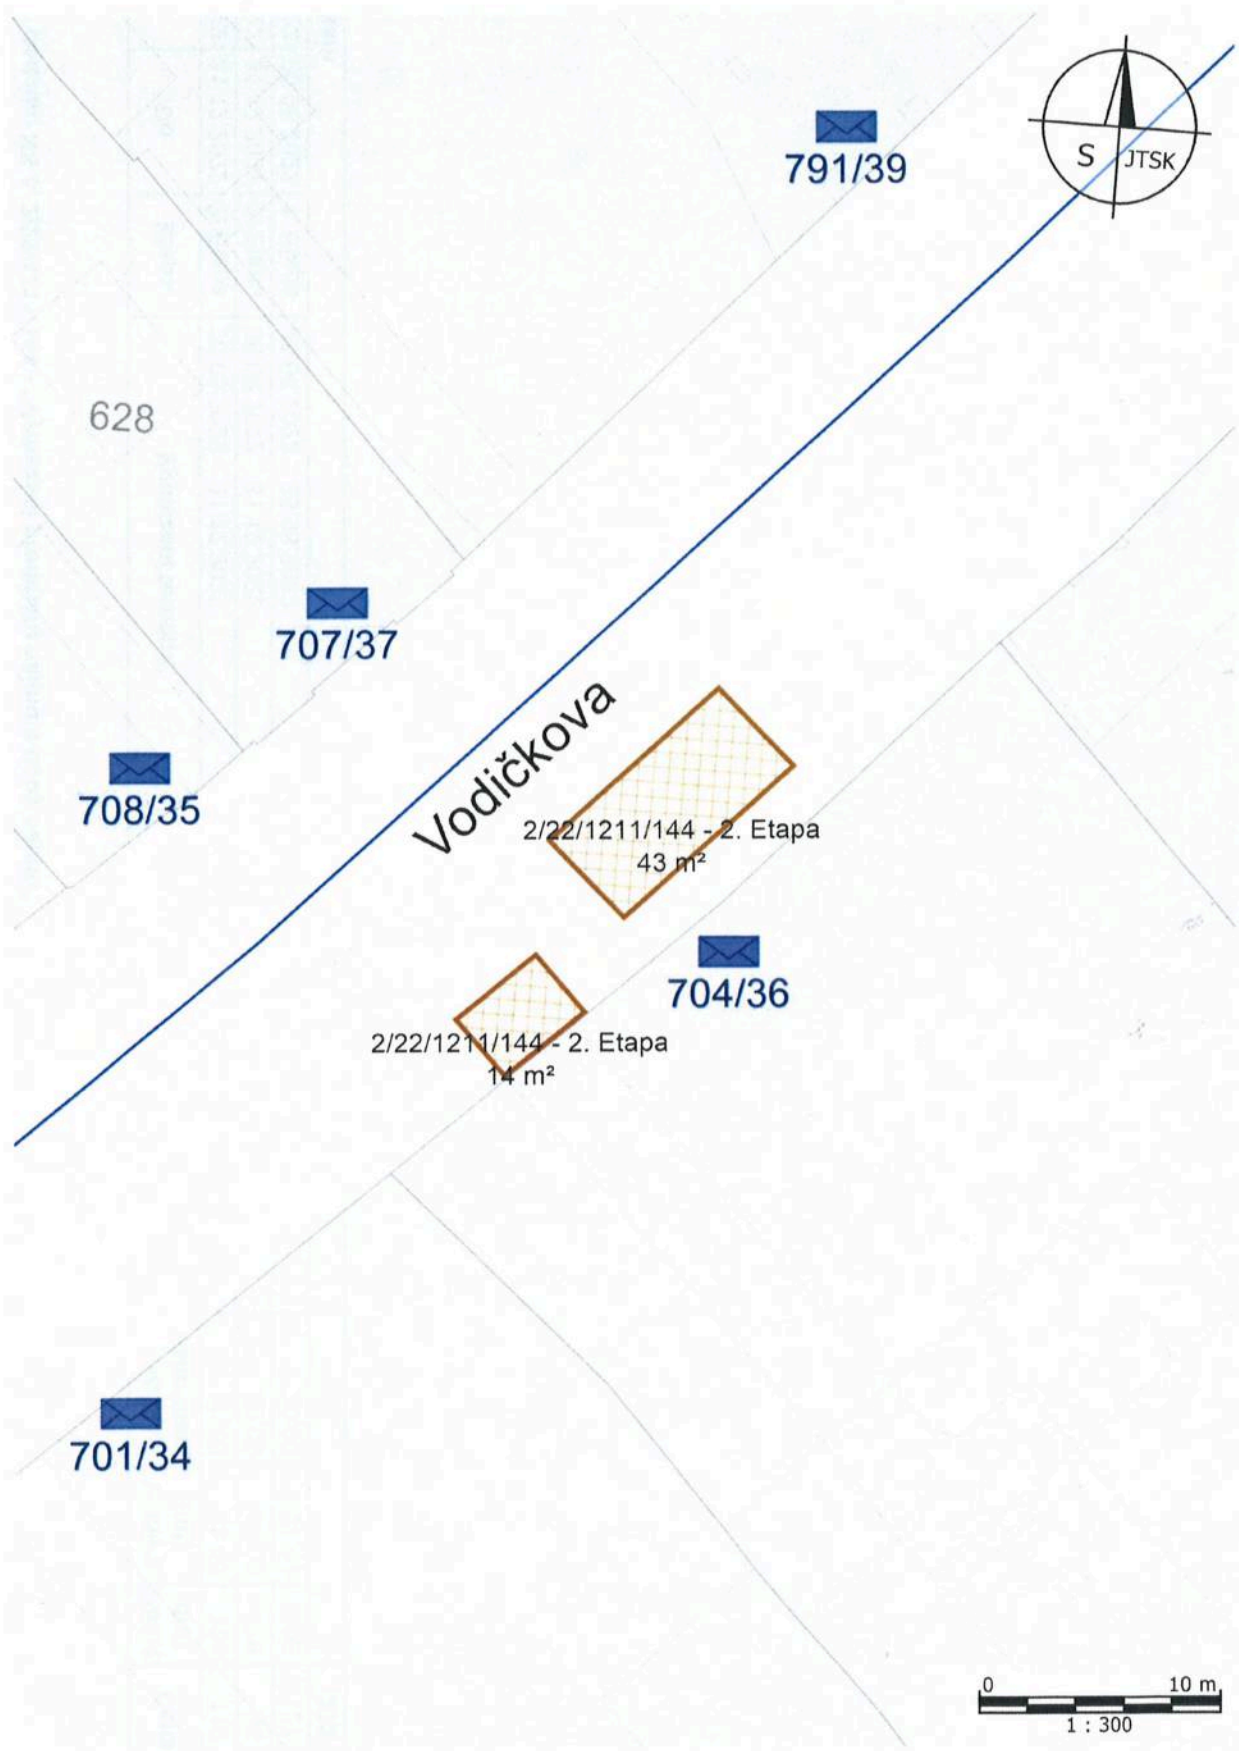 791/39
S JTSK
628
707/37
Vodičkova
708/35
2/22/1211/144 - 2. Etapa
43 m²
704/36
2/22/1211/144 - 2. Etapa
14 m²
701/34
0 10 m
1 : 300